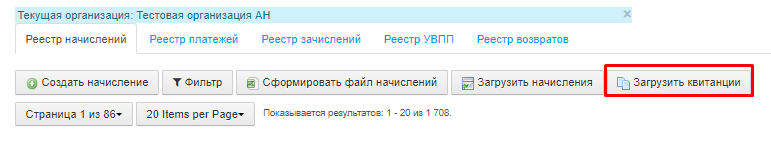 Текущая организация: Тестовая организация АН ×
Реестр начислений Реестр платежей Реестр зачислений Реестр УВПП Реестр возвратов
Создать начисление Фильтр Сформировать файл начислений Загрузить начисления Загрузить квитанции
Страница 1 из 86 20 Items per Page Показывается результатов: 1 - 20 из 1 708.